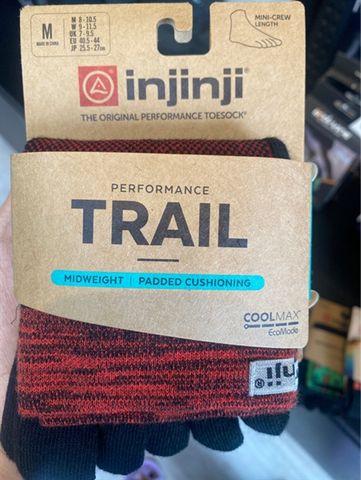 M
MADE IN CHINA
M 8 - 10.5
W 9 - 11.5
UK 7 - 9.5
EU 40.5 - 44
JP 25.5 - 27cm
MINI-CREW
LENGTH
injinji
THE ORIGINAL PERFORMANCE TOESOCK®
PERFORMANCE
TRAIL
MIDWEIGHT | PADDED CUSHIONING
COOLMAX®
EcoMade
nji®